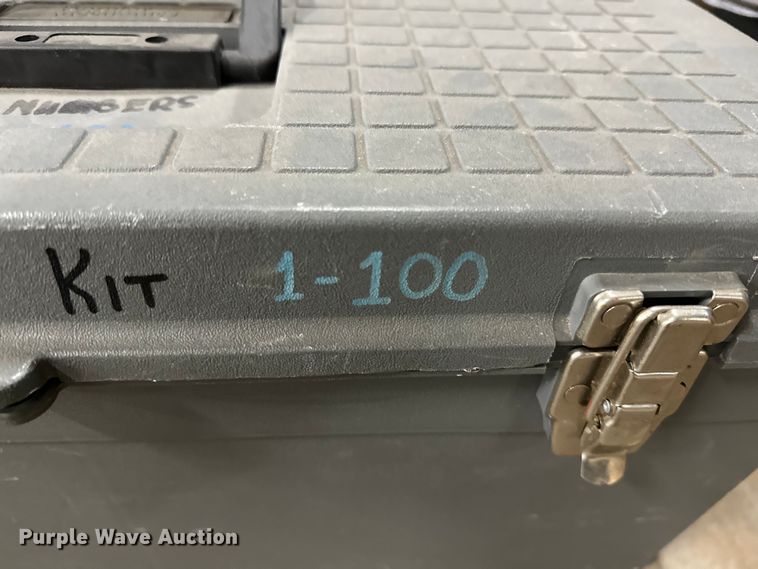 NUMBERS
KIT 1-100
Purple Wave Auction